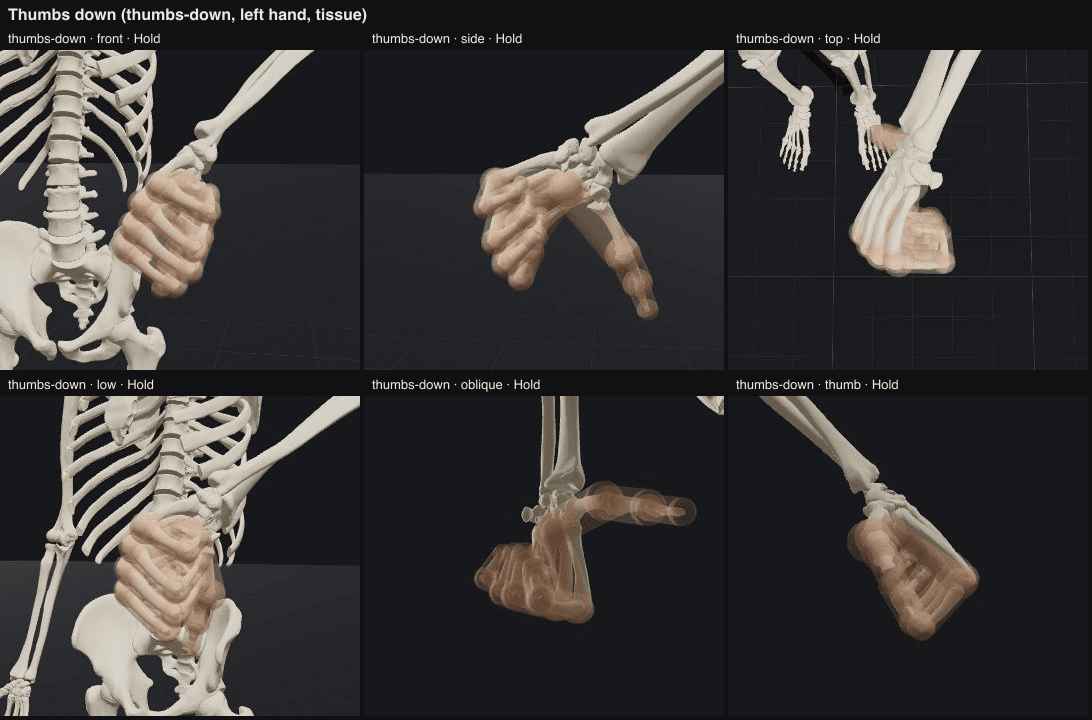 Thumbs down (thumbs-down, left hand, tissue)
thumbs-down · front · Hold
thumbs-down · side · Hold
thumbs-down · top · Hold
thumbs-down · low · Hold
thumbs-down · oblique · Hold
thumbs-down · thumb · Hold